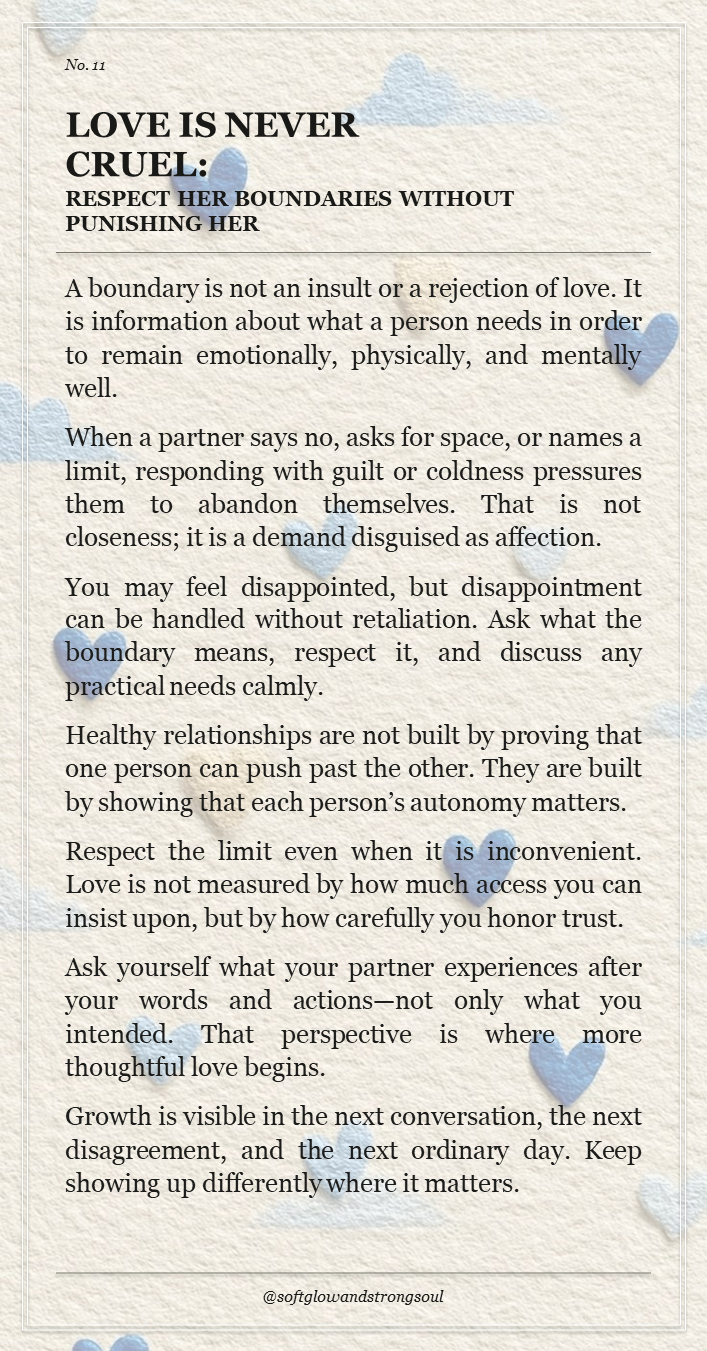 No. 11
LOVE IS NEVER
CRUEL:
RESPECT HER BOUNDARIES WITHOUT
PUNISHING HER
A boundary is not an insult or a rejection of love. It
is information about what a person needs in order
to remain emotionally, physically, and mentally
well.
When a partner says no, asks for space, or names a
limit, responding with guilt or coldness pressures
them to abandon themselves. That is not
closeness; it is a demand disguised as affection.
You may feel disappointed, but disappointment
can be handled without retaliation. Ask what the
boundary means, respect it, and discuss any
practical needs calmly.
Healthy relationships are not built by proving that
one person can push past the other. They are built
by showing that each person’s autonomy matters.
Respect the limit even when it is inconvenient.
Love is not measured by how much access you can
insist upon, but by how carefully you honor trust.
Ask yourself what your partner experiences after
your words and actions—not only what you
intended. That perspective is where more
thoughtful love begins.
Growth is visible in the next conversation, the next
disagreement, and the next ordinary day. Keep
showing up differently where it matters.
@softglowandstrongsoul